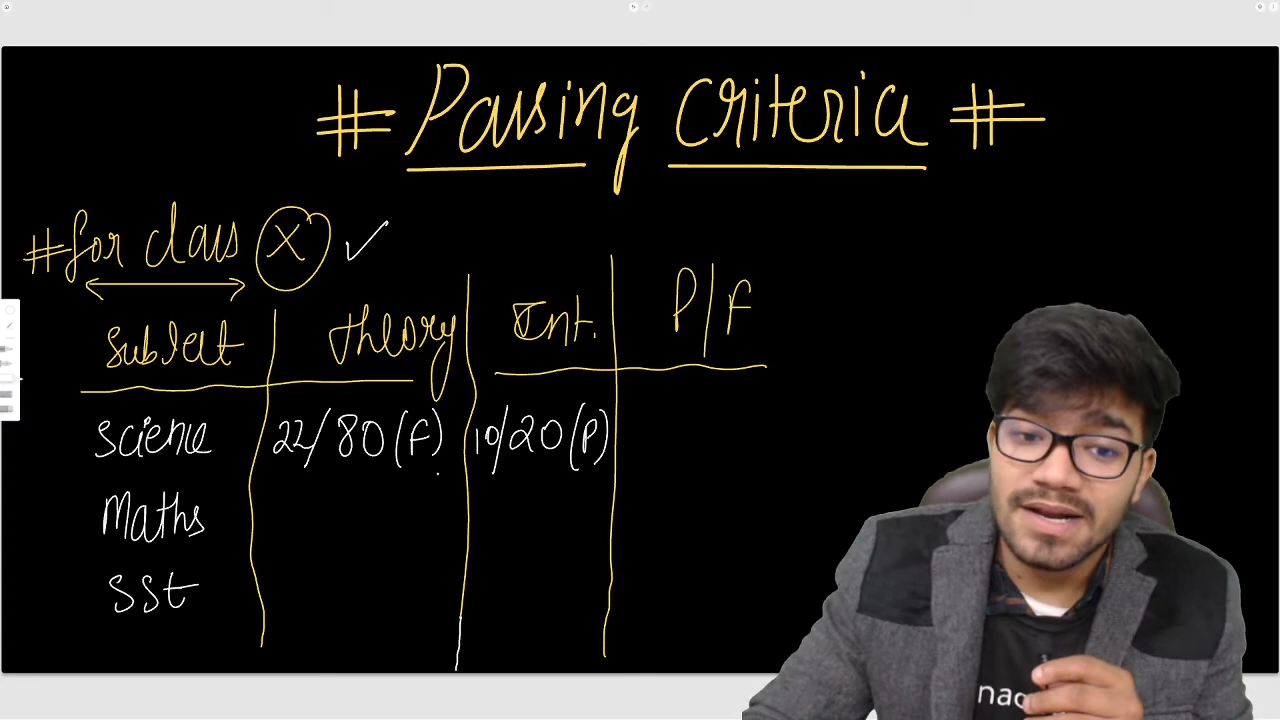 # Passing Criteria #
#for class X ✓
Subject theory Int. P/F
Science 22/80 (F) 10/20 (P)
Maths
SSt